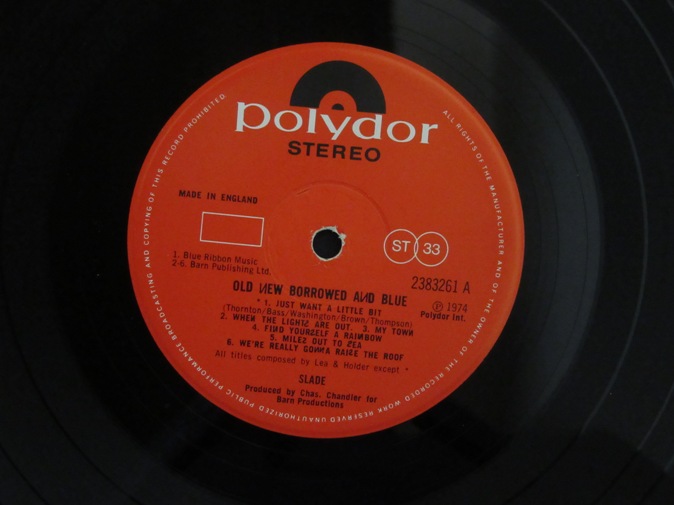 polydor
STEREO
MADE IN ENGLAND
ST 33
1. Blue Ribbon Music
2-6. Barn Publishing Ltd.
2383261 A
℗ 1974
Polydor Int.
OLD NEW BORROWED AND BLUE
* 1. JUST WANT A LITTLE BIT
(Thornton/Bass/Washington/Brown/Thompson)
2. WHEN THE LIGHTS ARE OUT. 3. MY TOWN
4. FIND YOURSELF A RAINBOW
5. MILEZ OUT TO ZEA
6. WE'RE REALLY GONNA RAIZE THE ROOF
All titles composed by Lea & Holder except *
SLADE
Produced by Chas. Chandler for
Barn Productions
ALL RIGHTS OF THE MANUFACTURER AND OF THE OWNER OF THE RECORDED WORK RESERVED UNAUTHORIZED PUBLIC PERFORMANCE BROADCASTING AND COPYING OF THIS RECORD PROHIBITED